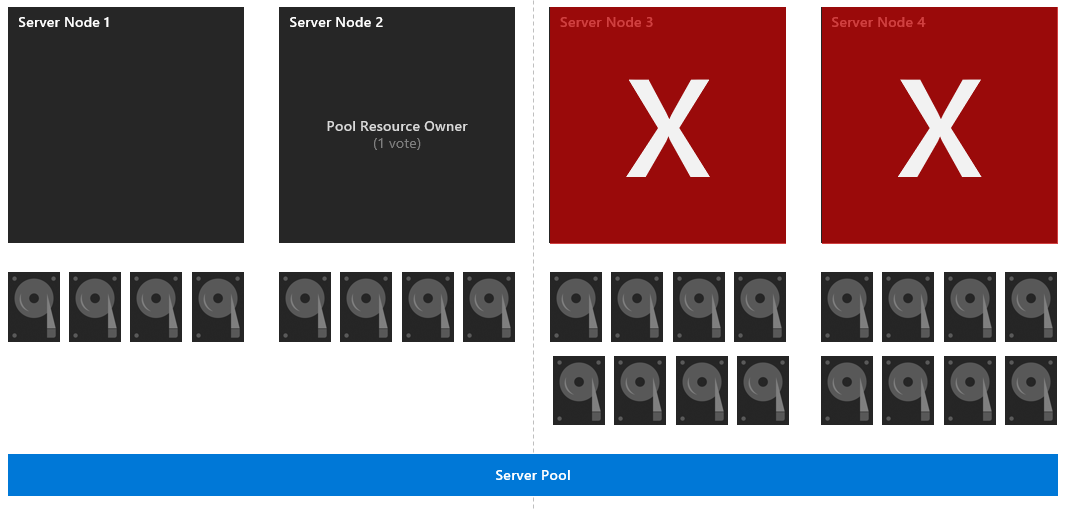 Server Node 1
Server Node 2
Server Node 3
Server Node 4
Pool Resource Owner
(1 vote)
X
X
Server Pool